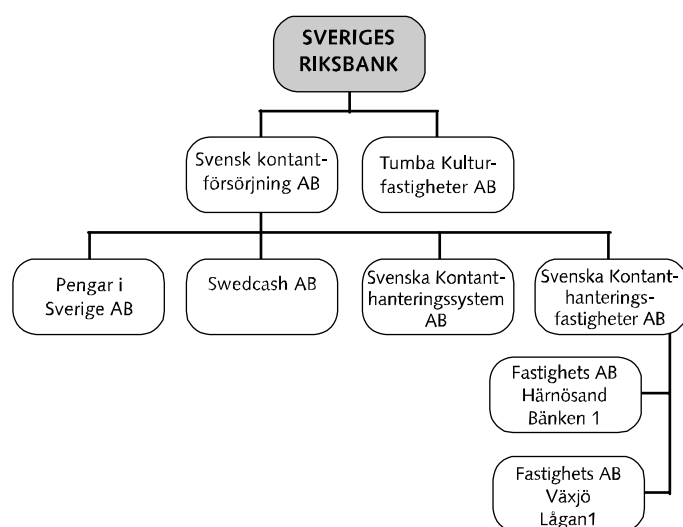 SVERIGES
RIKSBANK
Svensk kontant-
försörjning AB
Tumba Kultur-
fastigheter AB
Pengar i
Sverige AB
Swedcash AB
Svenska Kontant-
hanteringssystem
AB
Svenska Kontant-
hanterings-
fastigheter AB
Fastighets AB
Härnösand
Bänken 1
Fastighets AB
Växjö
Lågan1